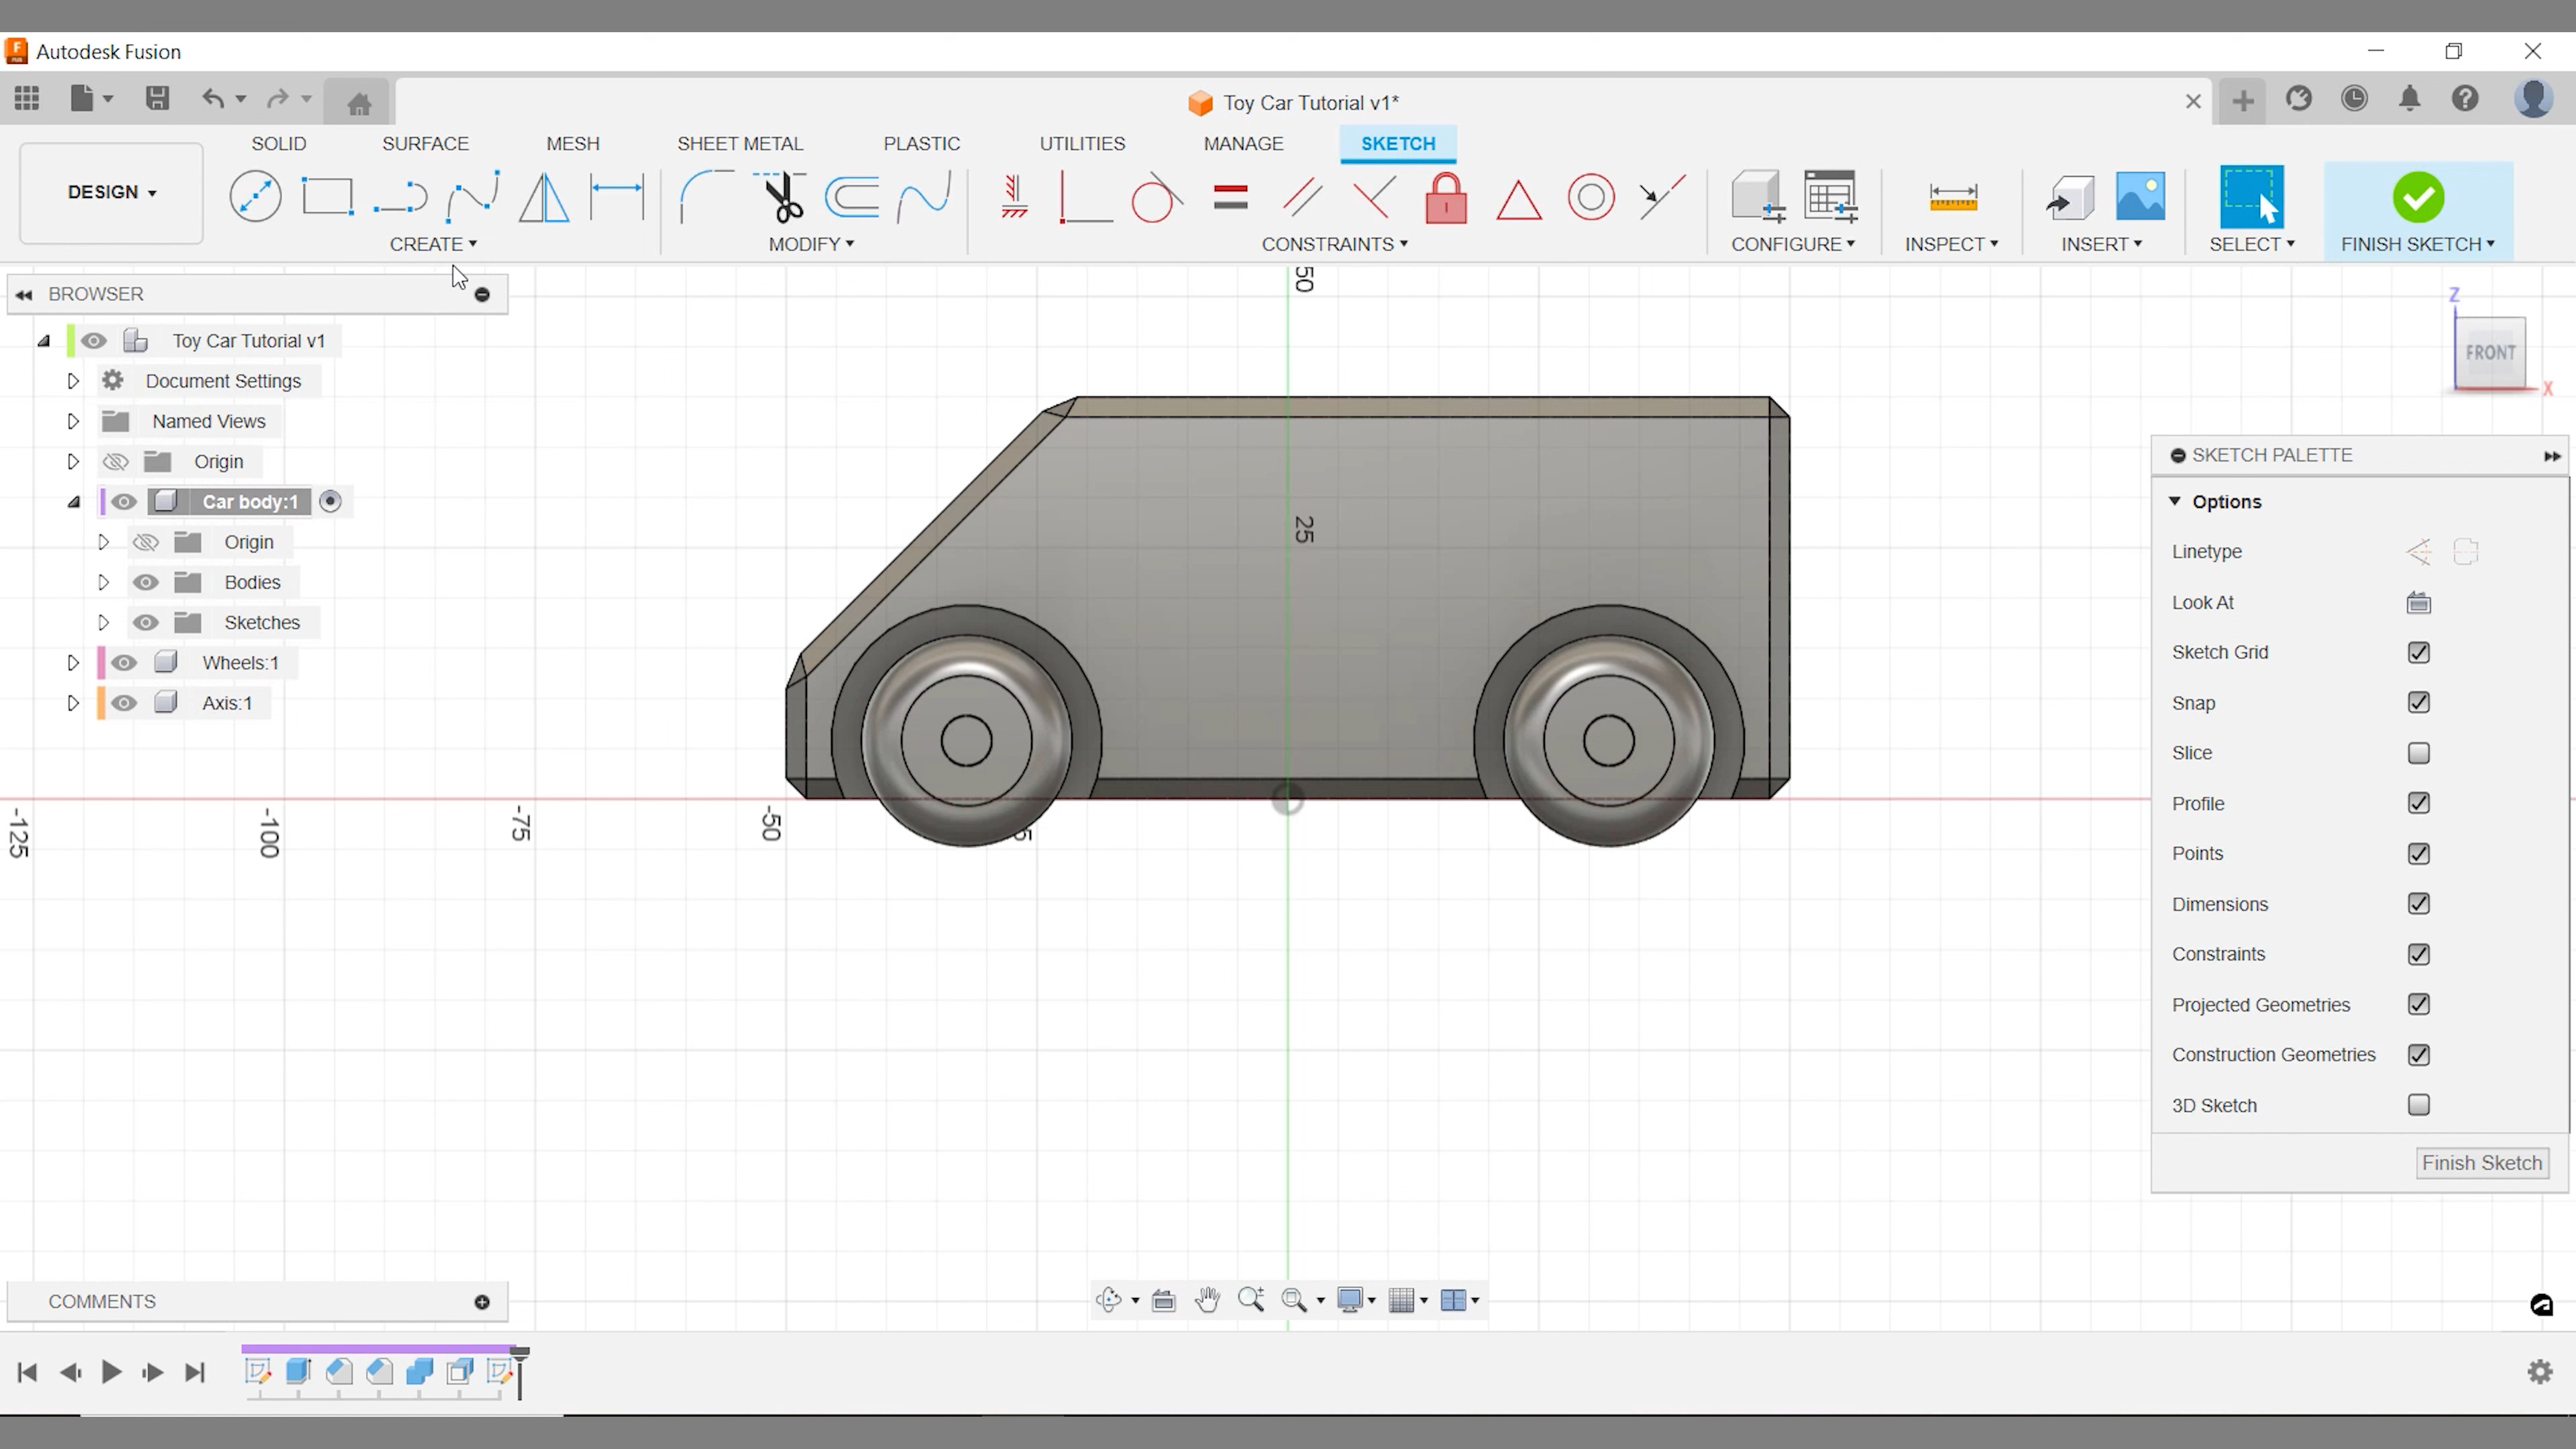 Autodesk Fusion
Toy Car Tutorial v1*
SOLID SURFACE MESH SHEET METAL PLASTIC UTILITIES MANAGE SKETCH
DESIGN
CREATE MODIFY CONSTRAINTS CONFIGURE INSPECT INSERT SELECT FINISH SKETCH
BROWSER
Toy Car Tutorial v1
Document Settings
Named Views
Origin
Car body:1
Origin
Bodies
Sketches
Wheels:1
Axis:1
50
25
-125
-100
-75
-50
Z
FRONT
X
SKETCH PALETTE
Options
Linetype
Look At
Sketch Grid
Snap
Slice
Profile
Points
Dimensions
Constraints
Projected Geometries
Construction Geometries
3D Sketch
Finish Sketch
COMMENTS